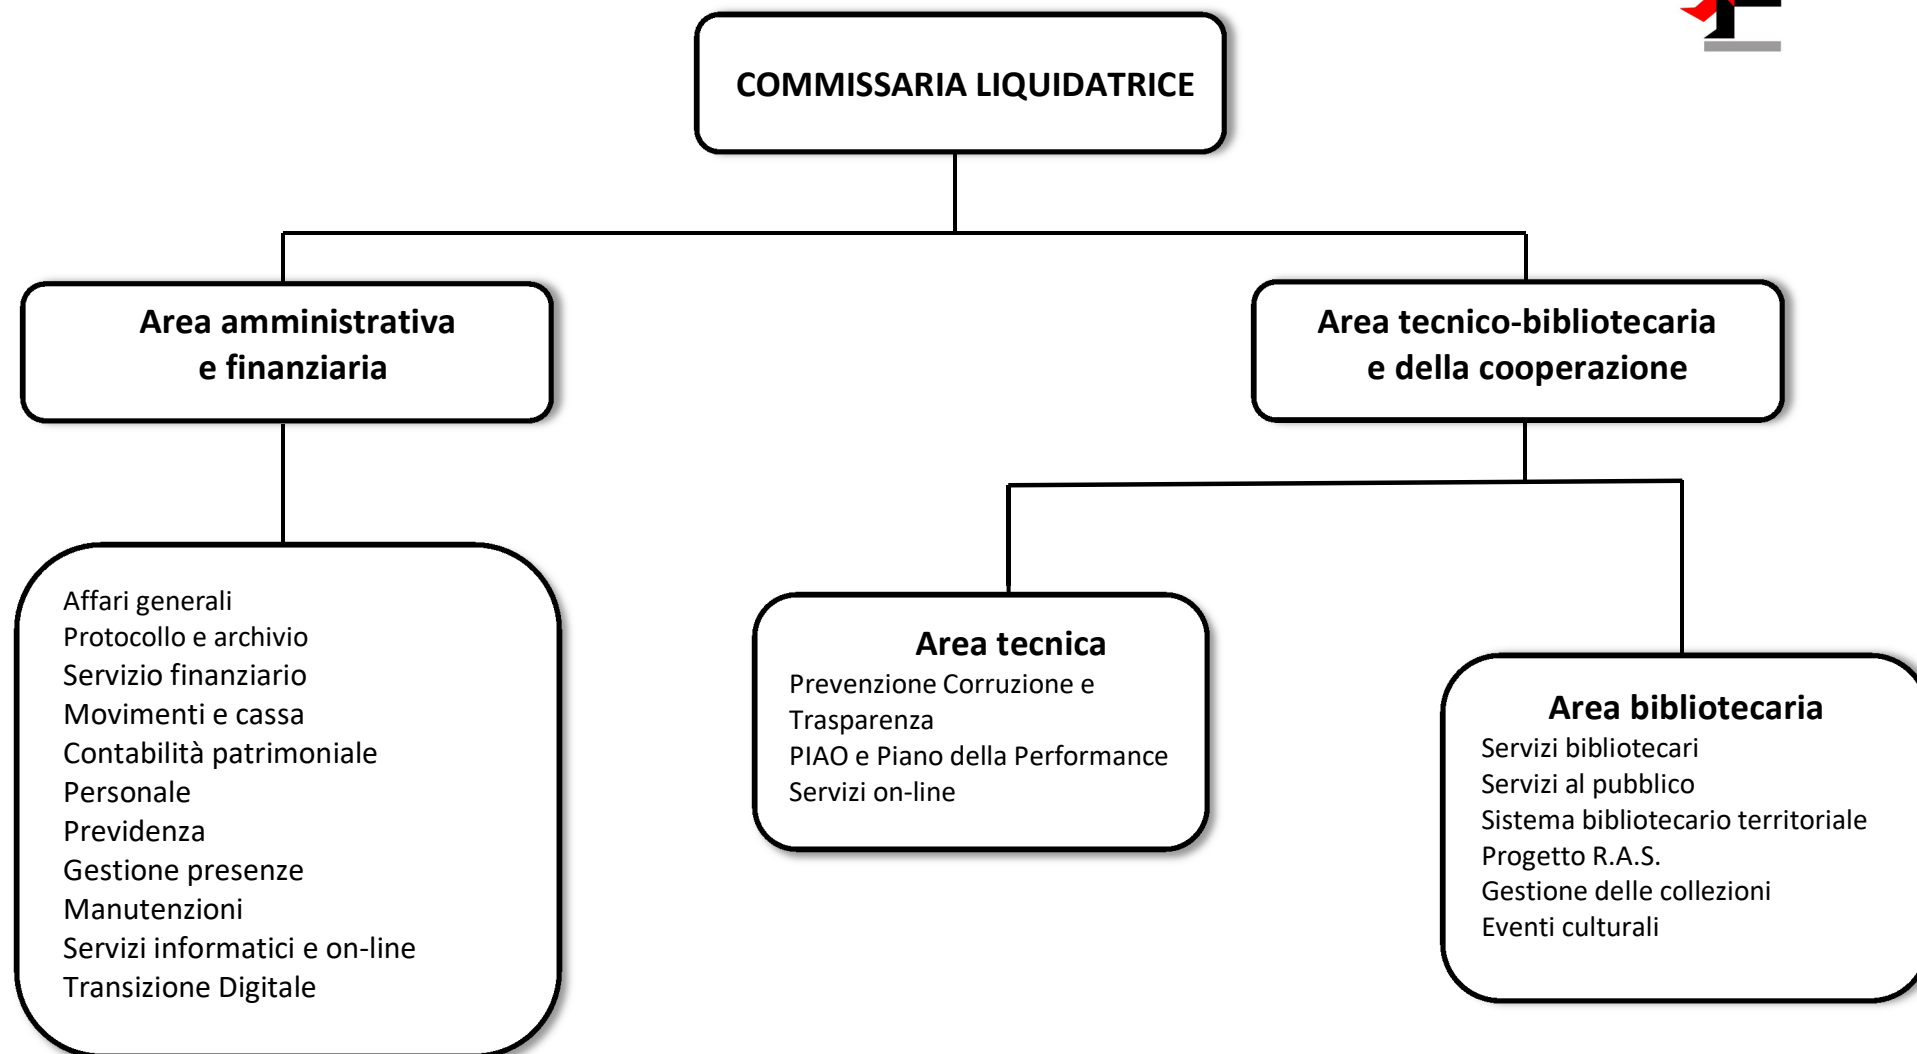 COMMISSARIA LIQUIDATRICE
Area amministrativa
e finanziaria
Area tecnico-bibliotecaria
e della cooperazione
Affari generali
Protocollo e archivio
Servizio finanziario
Movimenti e cassa
Contabilità patrimoniale
Personale
Previdenza
Gestione presenze
Manutenzioni
Servizi informatici e on-line
Transizione Digitale
Area tecnica
Prevenzione Corruzione e
Trasparenza
PIAO e Piano della Performance
Servizi on-line
Area bibliotecaria
Servizi bibliotecari
Servizi al pubblico
Sistema bibliotecario territoriale
Progetto R.A.S.
Gestione delle collezioni
Eventi culturali